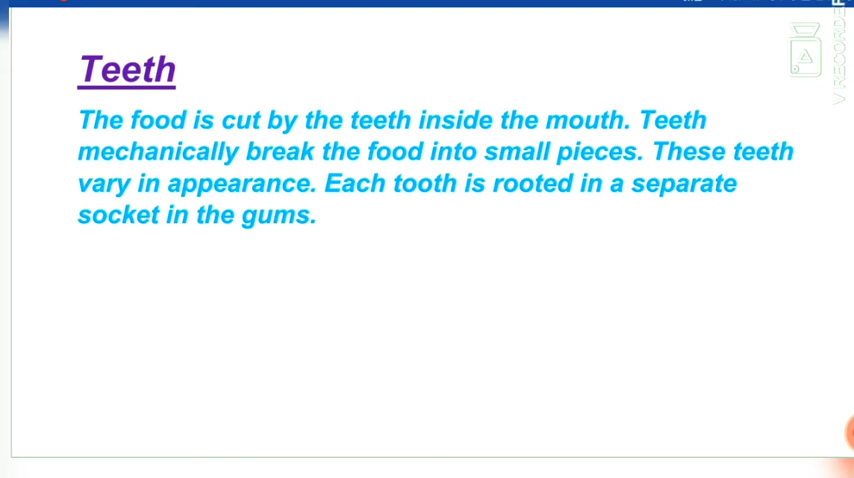 Teeth
The food is cut by the teeth inside the mouth. Teeth
mechanically break the food into small pieces. These teeth
vary in appearance. Each tooth is rooted in a separate
socket in the gums.
V RECORDER